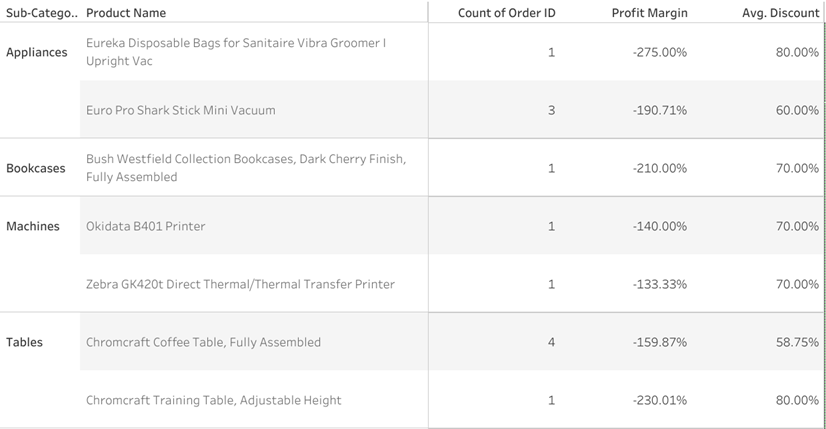 Sub-Catego.. Product Name Count of Order ID Profit Margin Avg. Discount
Appliances Eureka Disposable Bags for Sanitaire Vibra Groomer I
Upright Vac 1 -275.00% 80.00%
Euro Pro Shark Stick Mini Vacuum 3 -190.71% 60.00%
Bookcases Bush Westfield Collection Bookcases, Dark Cherry Finish,
Fully Assembled 1 -210.00% 70.00%
Machines Okidata B401 Printer 1 -140.00% 70.00%
Zebra GK420t Direct Thermal/Thermal Transfer Printer 1 -133.33% 70.00%
Tables Chromcraft Coffee Table, Fully Assembled 4 -159.87% 58.75%
Chromcraft Training Table, Adjustable Height 1 -230.01% 80.00%